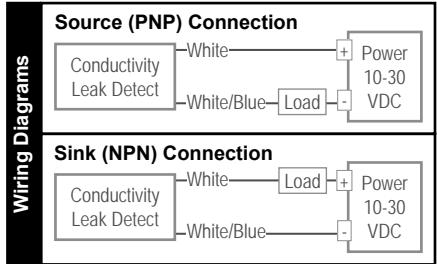 Wiring Diagrams
Source (PNP) Connection
Conductivity
Leak Detect
White
White/Blue
Load
+
-
Power
10-30
VDC
Sink (NPN) Connection
Conductivity
Leak Detect
White
Load
White/Blue
+
-
Power
10-30
VDC